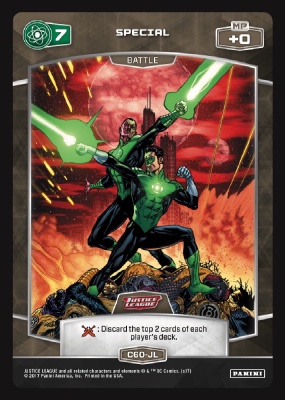 7
SPECIAL
MP
+0
BATTLE
JUSTICE
LEAGUE
: Discard the top 2 cards of each
player's deck.
C60-JL
JUSTICE LEAGUE and all related characters and elements © & ™ DC Comics. (s17)
© 2017 Panini America, Inc. Printed in the USA.
PANINI